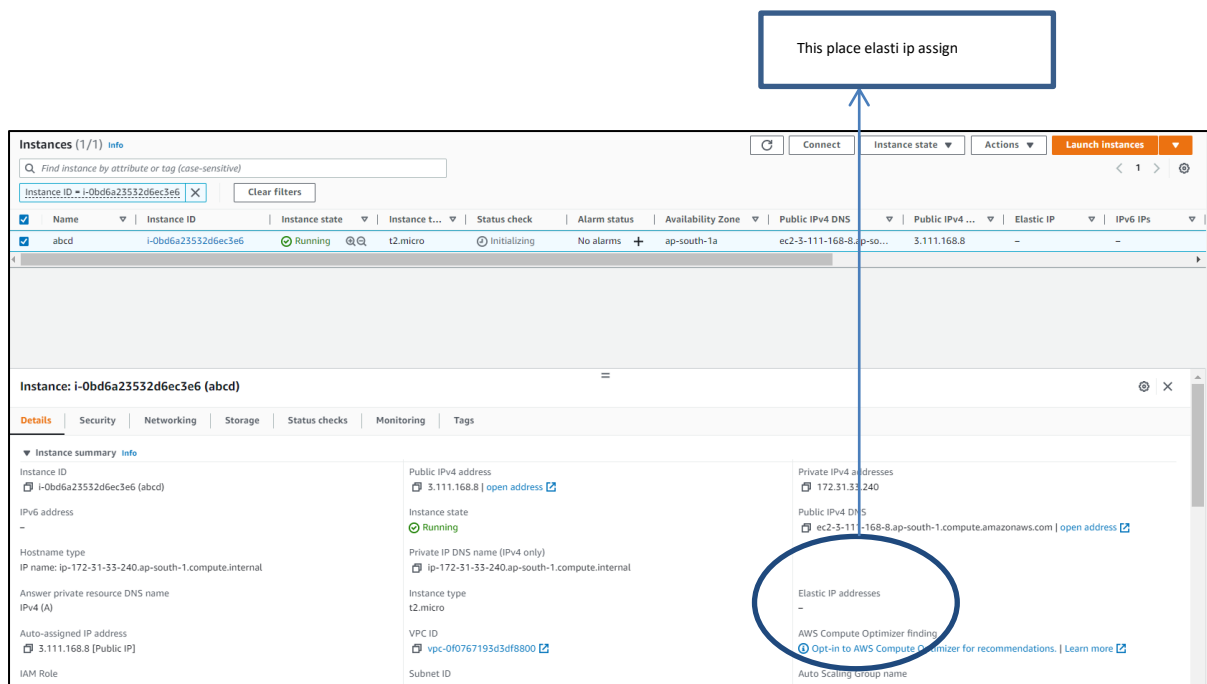 This place elasti ip assign
Instances (1/1) Info
Connect
Instance state
Actions
Launch instances
Find instance by attribute or tag (case-sensitive)
1
Instance ID = i-0bd6a23532d6ec3e6
Clear filters
Name Instance ID Instance state Instance t... Status check Alarm status Availability Zone Public IPv4 DNS Public IPv4 ... Elastic IP IPv6 IPs
abcd i-0bd6a23532d6ec3e6 Running t2.micro Initializing No alarms + ap-south-1a ec2-3-111-168-8.ap-so... 3.111.168.8 – –
Instance: i-0bd6a23532d6ec3e6 (abcd)
Details Security Networking Storage Status checks Monitoring Tags
Instance summary Info
Instance ID Public IPv4 address Private IPv4 addresses
i-0bd6a23532d6ec3e6 (abcd) 3.111.168.8 | open address 172.31.33.240
IPv6 address Instance state Public IPv4 DNS
– Running ec2-3-111-168-8.ap-south-1.compute.amazonaws.com | open address
Hostname type Private IP DNS name (IPv4 only)
IP name: ip-172-31-33-240.ap-south-1.compute.internal ip-172-31-33-240.ap-south-1.compute.internal
Answer private resource DNS name Instance type Elastic IP addresses
IPv4 (A) t2.micro –
Auto-assigned IP address VPC ID AWS Compute Optimizer finding
3.111.168.8 [Public IP] vpc-0f0767193d3df8800 Opt-in to AWS Compute Optimizer for recommendations. | Learn more
IAM Role Subnet ID Auto Scaling Group name